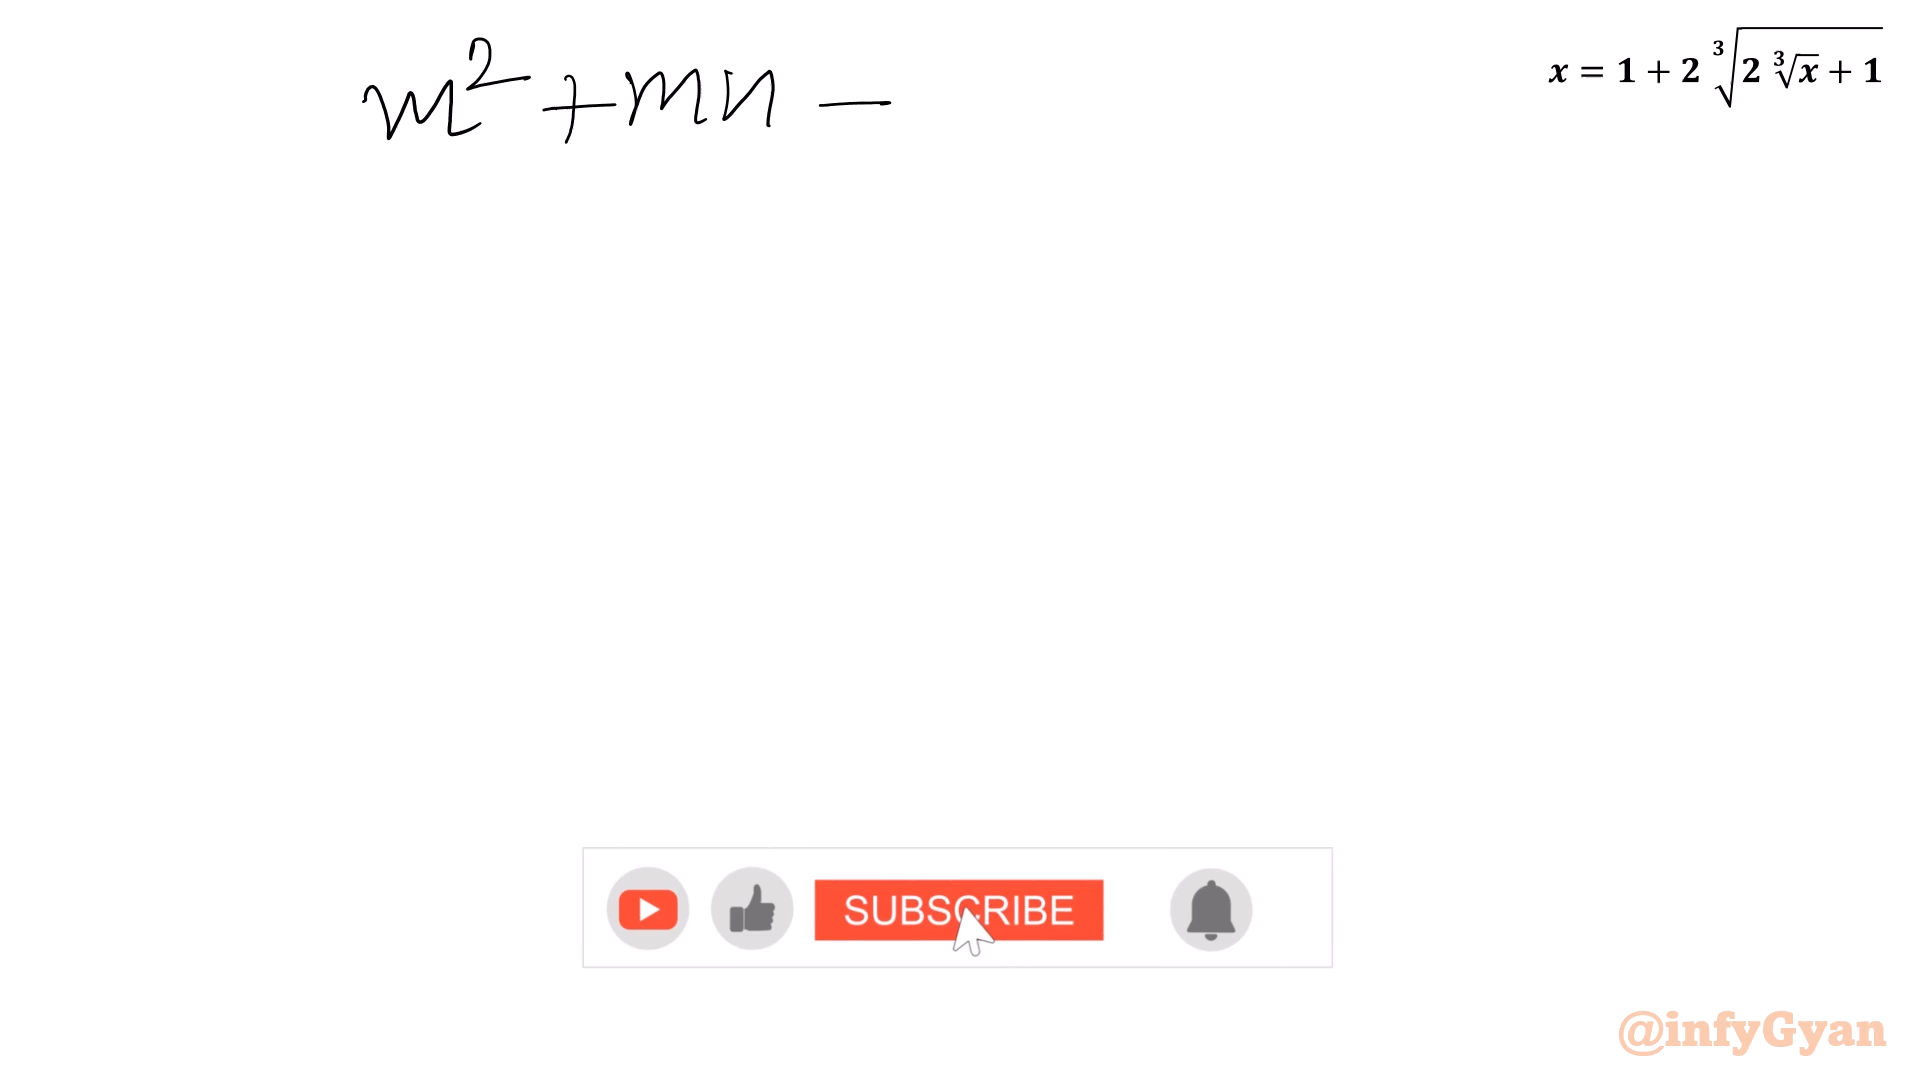 m² + mn −
x = 1 + 2 ∛(2 ∛x + 1)
SUBSCRIBE
@infyGyan